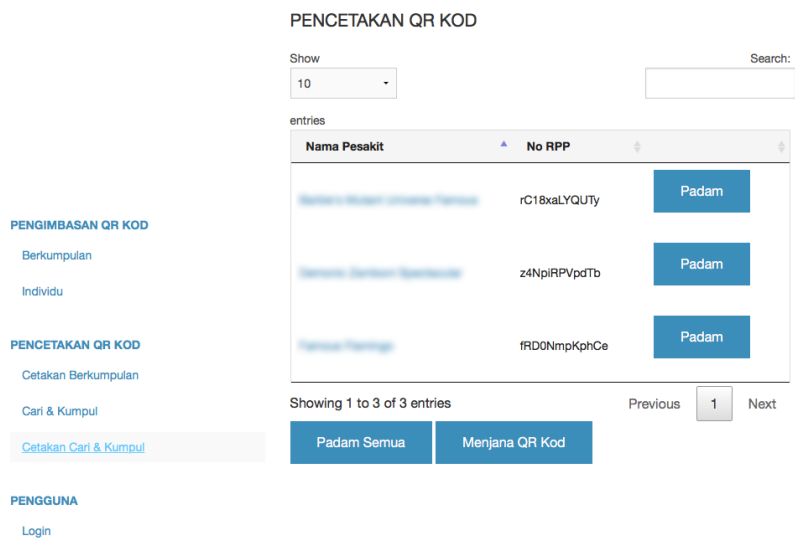 PENCETAKAN QR KOD
Show
Search:
10
entries
Nama Pesakit No RPP
rC18xaLYQUTy Padam
z4NpiRPVpdTb Padam
fRD0NmpKphCe Padam
Showing 1 to 3 of 3 entries
Previous 1 Next
Padam Semua Menjana QR Kod
PENGIMBASAN QR KOD
Berkumpulan
Individu
PENCETAKAN QR KOD
Cetakan Berkumpulan
Cari & Kumpul
Cetakan Cari & Kumpul
PENGGUNA
Login